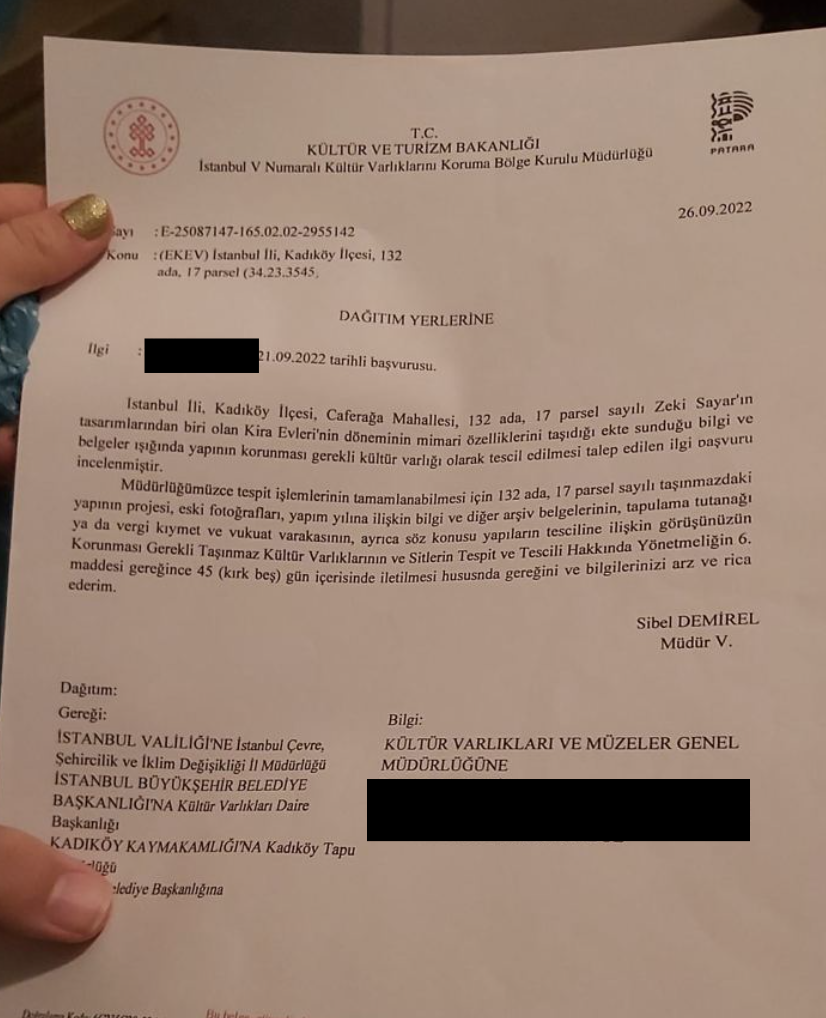 T.C.
KÜLTÜR VE TURİZM BAKANLIĞI
İstanbul V Numaralı Kültür Varlıklarını Koruma Bölge Kurulu Müdürlüğü
PATARA
26.09.2022
Sayı : E-25087147-165.02.02-2955142
Konu : (EKEV) İstanbul İli, Kadıköy İlçesi, 132
ada, 17 parsel (34.23.3545
DAĞITIM YERLERİNE
İlgi : 21.09.2022 tarihli başvurusu.
İstanbul İli, Kadıköy İlçesi, Caferağa Mahallesi, 132 ada, 17 parsel sayılı Zeki Sayar'ın
tasarımlarından biri olan Kira Evleri'nin döneminin mimari özelliklerini taşıdığı ekte sunduğu bilgi ve
belgeler ışığında yapının korunması gerekli kültür varlığı olarak tescil edilmesi talep edilen ilgi başvuru
incelenmiştir.
Müdürlüğümüzce tespit işlemlerinin tamamlanabilmesi için 132 ada, 17 parsel sayılı taşınmazdaki
yapının projesi, eski fotoğrafları, yapım yılına ilişkin bilgi ve diğer arşiv belgelerinin, tapulama tutanağı
ya da vergi kıymet ve vukuat varakasının, ayrıca söz konusu yapıların tesciline ilişkin görüşünüzün
Korunması Gerekli Taşınmaz Kültür Varlıklarının ve Sitlerin Tespit ve Tescili Hakkında Yönetmeliğin 6.
maddesi gereğince 45 (kırk beş) gün içerisinde iletilmesi hususnda gereğini ve bilgilerinizi arz ve rica
ederim.
Sibel DEMİREL
Müdür V.
Dağıtım:
Gereği:
İSTANBUL VALİLİĞİ'NE İstanbul Çevre,
Şehircilik ve İklim Değişikliği İl Müdürlüğü
İSTANBUL BÜYÜKŞEHİR BELEDİYE
BAŞKANLIĞI'NA Kültür Varlıkları Daire
Başkanlığı
KADIKÖY KAYMAKAMLIĞI'NA Kadıköy Tapu
lüğü
elediye Başkanlığına
Bilgi:
KÜLTÜR VARLIKLARI VE MÜZELER GENEL
MÜDÜRLÜĞÜNE